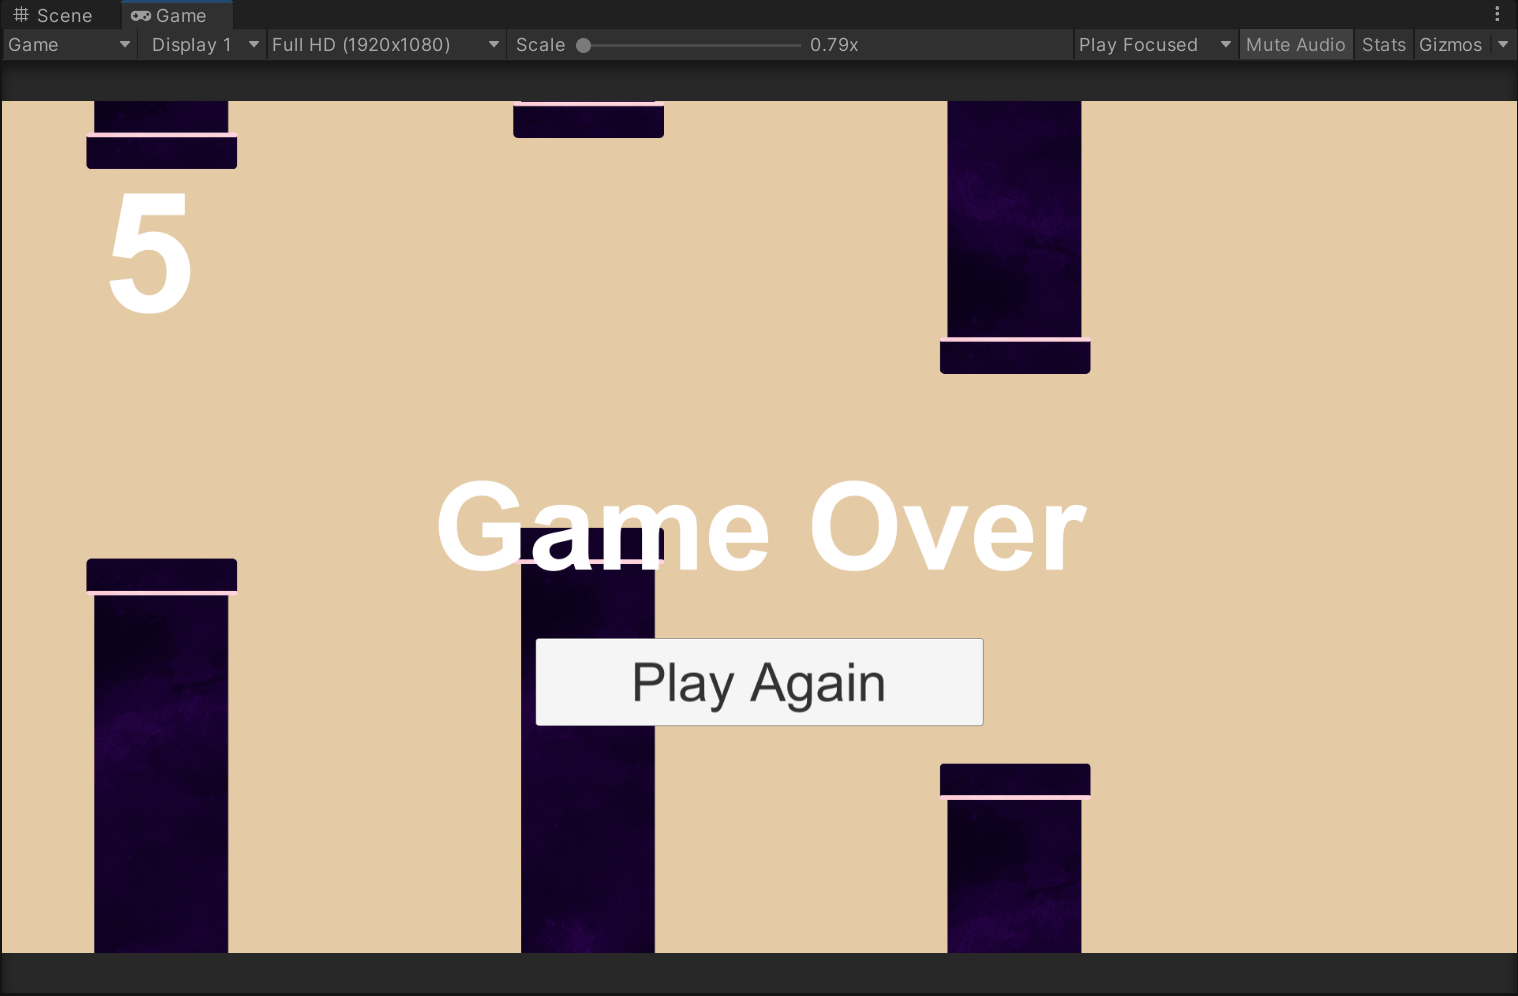 Scene Game
Game Display 1 Full HD (1920x1080) Scale 0.79x Play Focused Mute Audio Stats Gizmos
5
Game Over
Play Again